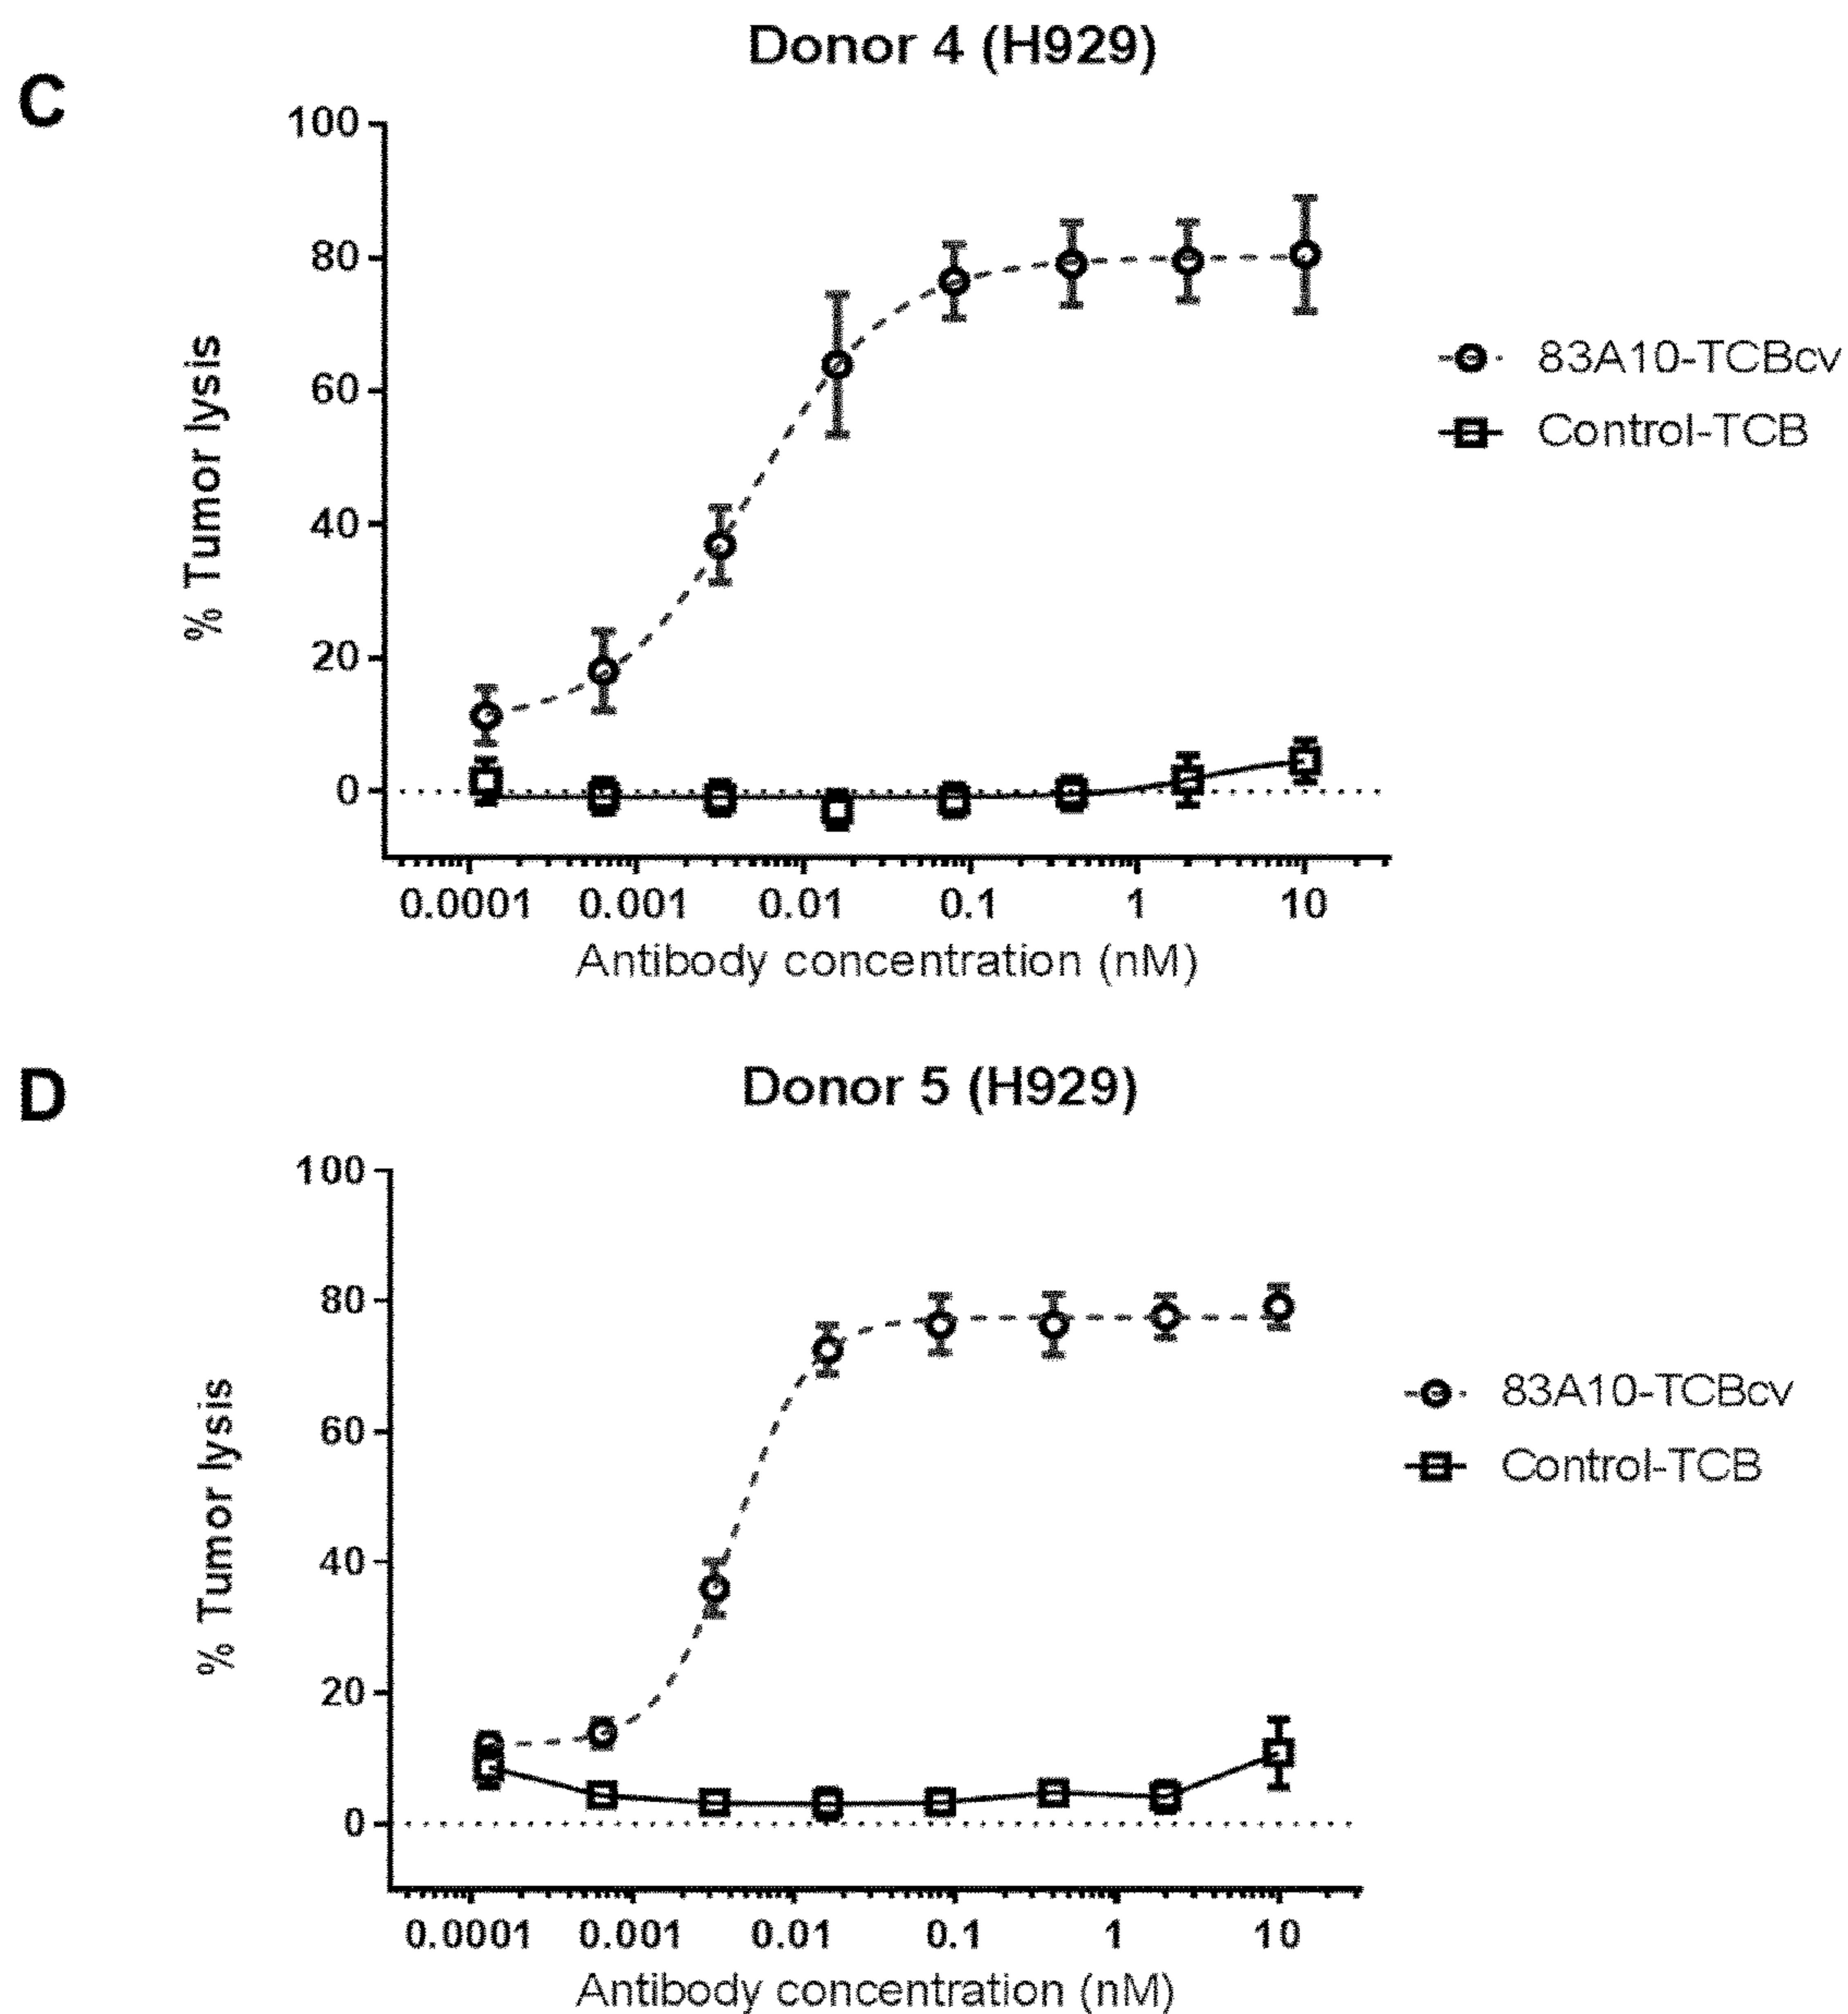 C
Donor 4 (H929)
100
80
60
40
20
0
% Tumor lysis
83A10-TCBcv
Control-TCB
0.0001 0.001 0.01 0.1 1 10
Antibody concentration (nM)
D
Donor 5 (H929)
100
80
60
40
20
0
% Tumor lysis
83A10-TCBcv
Control-TCB
0.0001 0.001 0.01 0.1 1 10
Antibody concentration (nM)